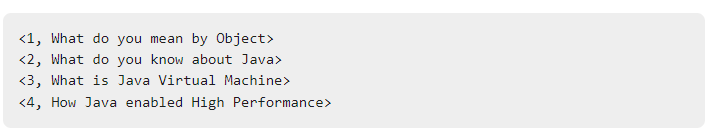 <1, What do you mean by Object>
<2, What do you know about Java>
<3, What is Java Virtual Machine>
<4, How Java enabled High Performance>